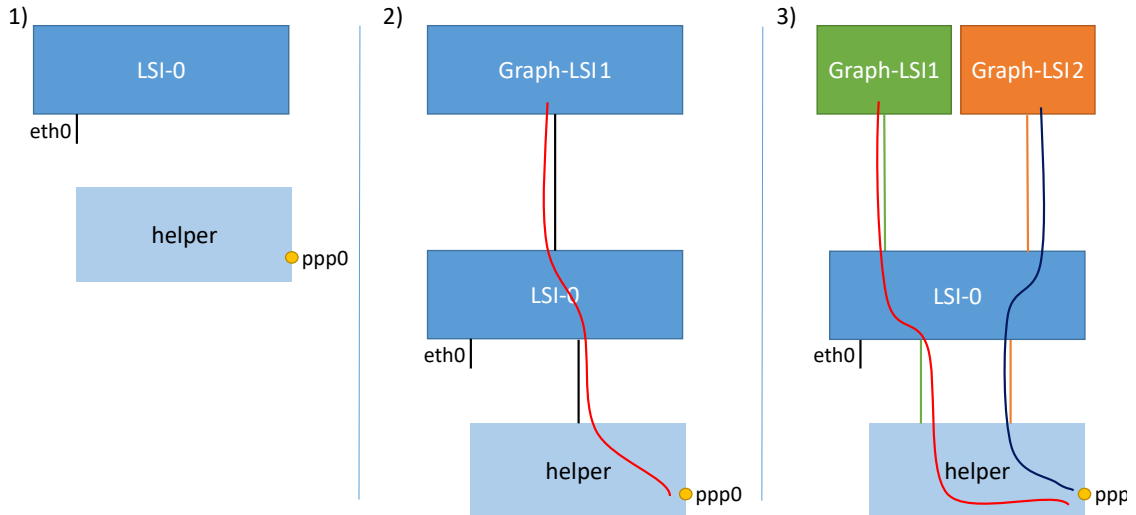 1)
LSI-0
eth0
helper
ppp0
2)
Graph-LSI1
LSI-0
eth0
helper
ppp0
3)
Graph-LSI1
Graph-LSI2
LSI-0
eth0
helper
ppp